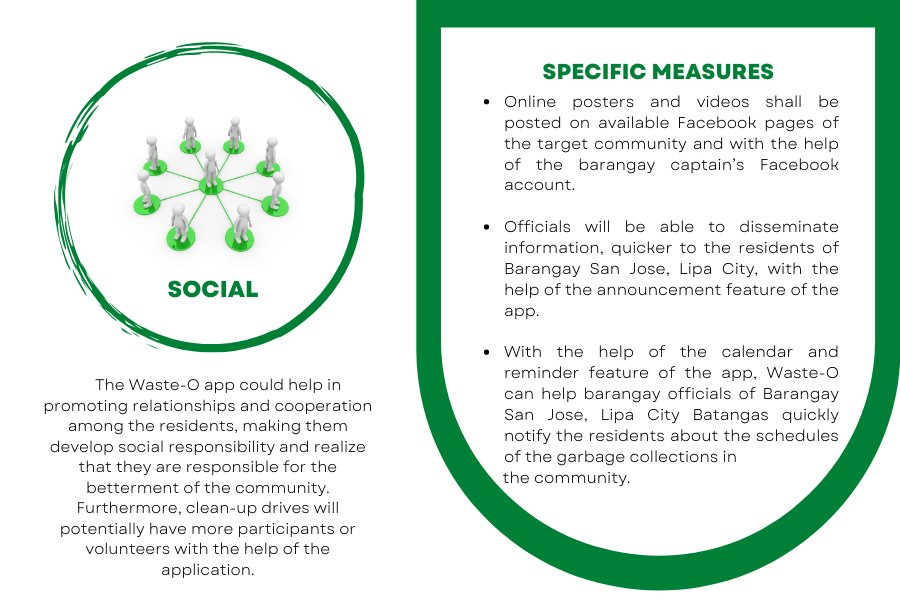 SOCIAL
The Waste-O app could help in
promoting relationships and cooperation
among the residents, making them
develop social responsibility and realize
that they are responsible for the
betterment of the community.
Furthermore, clean-up drives will
potentially have more participants or
volunteers with the help of the
application.
SPECIFIC MEASURES
• Online posters and videos shall be
posted on available Facebook pages of
the target community and with the help
of the barangay captain's Facebook
account.
• Officials will be able to disseminate
information, quicker to the residents of
Barangay San Jose, Lipa City, with the
help of the announcement feature of the
app.
• With the help of the calendar and
reminder feature of the app, Waste-O
can help barangay officials of Barangay
San Jose, Lipa City Batangas quickly
notify the residents about the schedules
of the garbage collections in
the community.